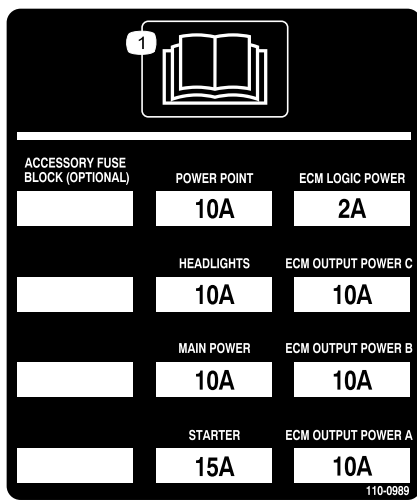 1
ACCESSORY FUSE
BLOCK (OPTIONAL)
POWER POINT
ECM LOGIC POWER
10A
2A
HEADLIGHTS
ECM OUTPUT POWER C
10A
10A
MAIN POWER
ECM OUTPUT POWER B
10A
10A
STARTER
ECM OUTPUT POWER A
15A
10A
110-0989